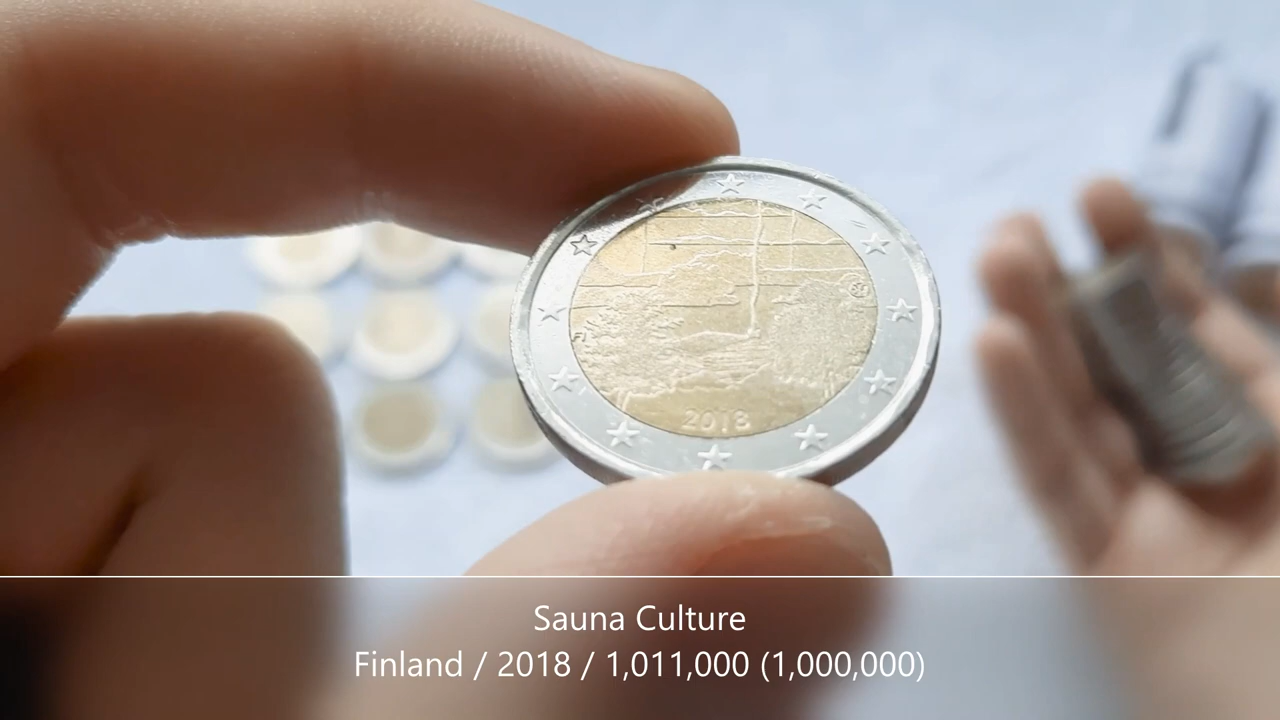 2018
Sauna Culture
Finland / 2018 / 1,011,000 (1,000,000)